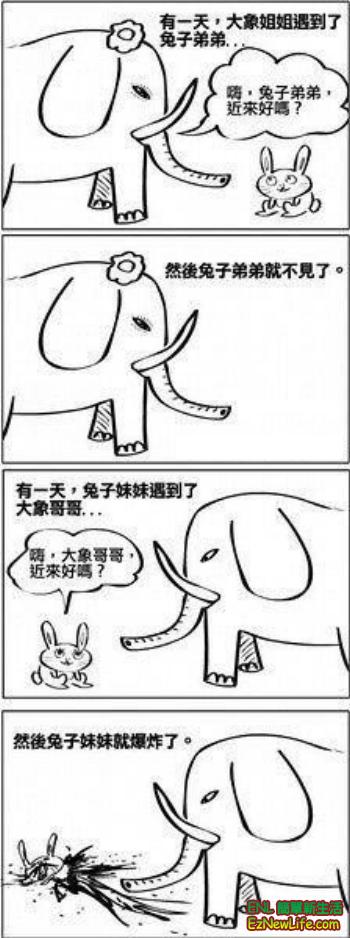 有一天，大象姐姐遇到了
兔子弟弟...
嗨，兔子弟弟，
近來好嗎？
然後兔子弟弟就不見了。
有一天，兔子妹妹遇到了
大象哥哥...
嗨，大象哥哥，
近來好嗎？
然後兔子妹妹就爆炸了。
ENL 簡單新生活
EzNewLife.com